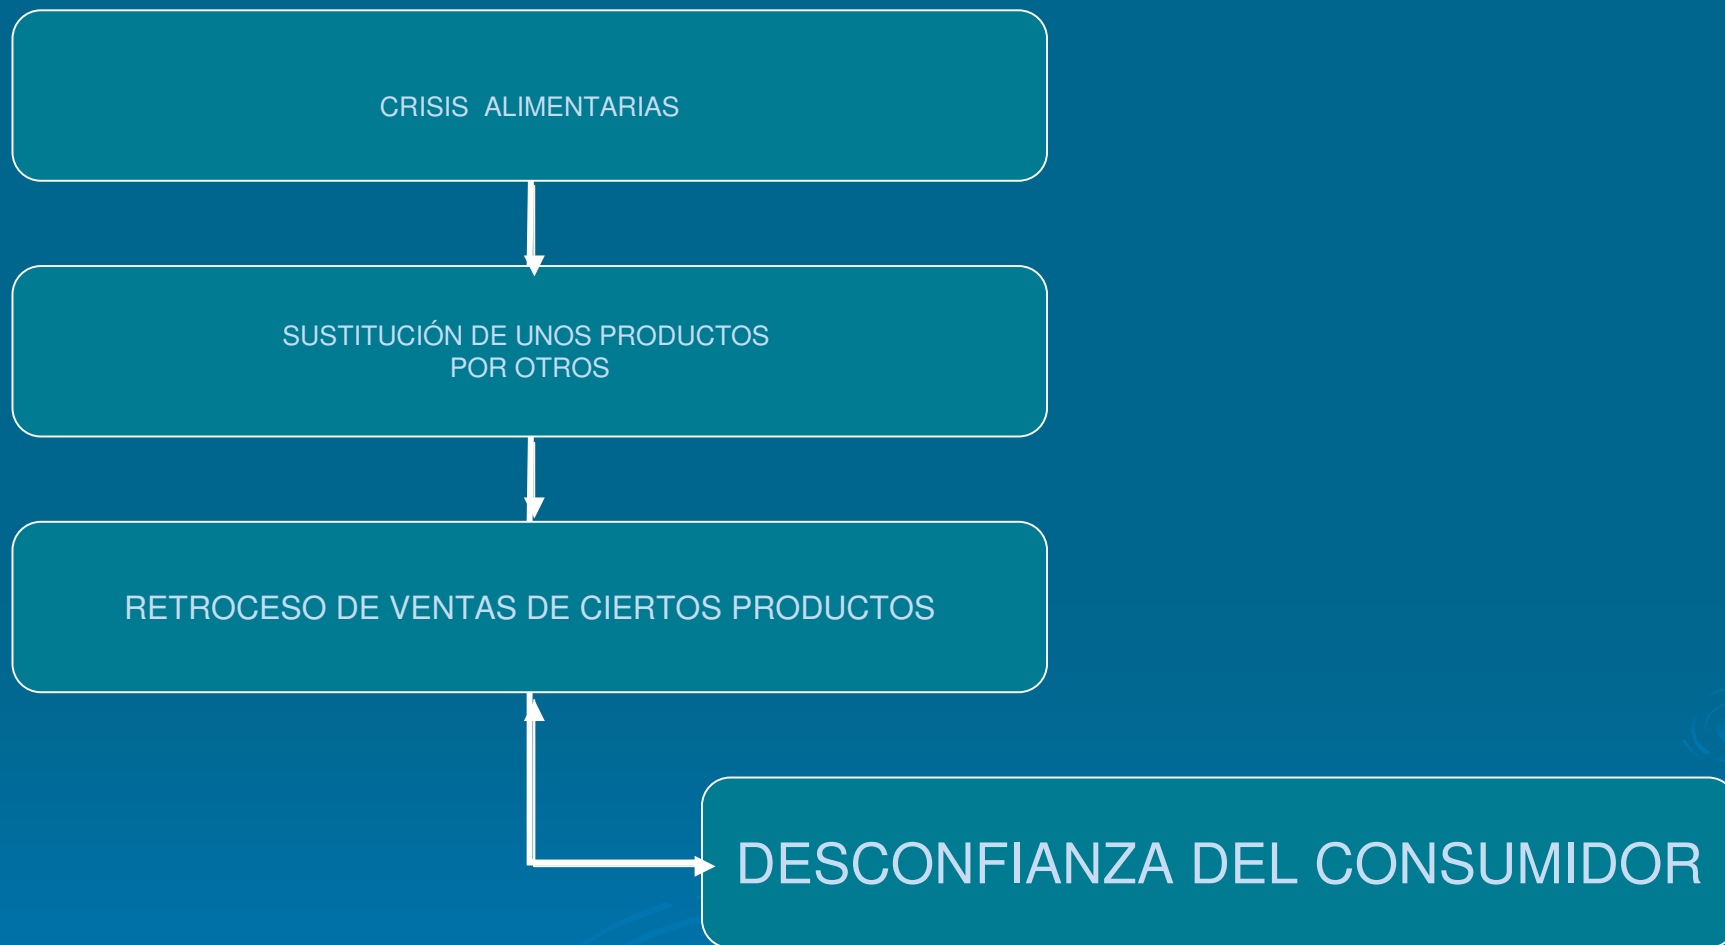 CRISIS ALIMENTARIAS
SUSTITUCIÓN DE UNOS PRODUCTOS
POR OTROS
RETROCESO DE VENTAS DE CIERTOS PRODUCTOS
DESCONFIANZA DEL CONSUMIDOR